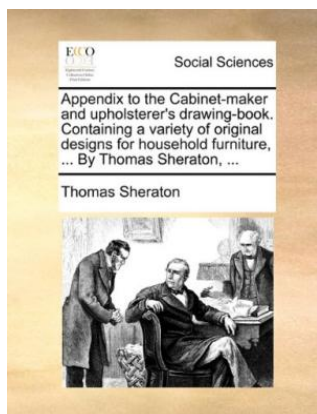 ECCO
Social Sciences
Appendix to the Cabinet-maker
and upholsterer's drawing-book.
Containing a variety of original
designs for household furniture,
... By Thomas Sheraton, ...
Thomas Sheraton